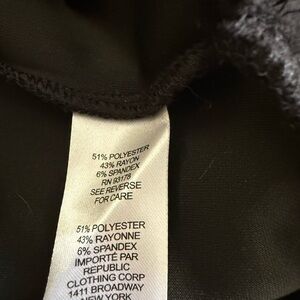 51% POLYESTER
43% RAYON
6% SPANDEX
RN 93178
SEE REVERSE
FOR CARE
51% POLYESTER
43% RAYONNE
6% SPANDEX
IMPORTÉ PAR
REPUBLIC
CLOTHING CORP
1411 BROADWAY
NEW YORK